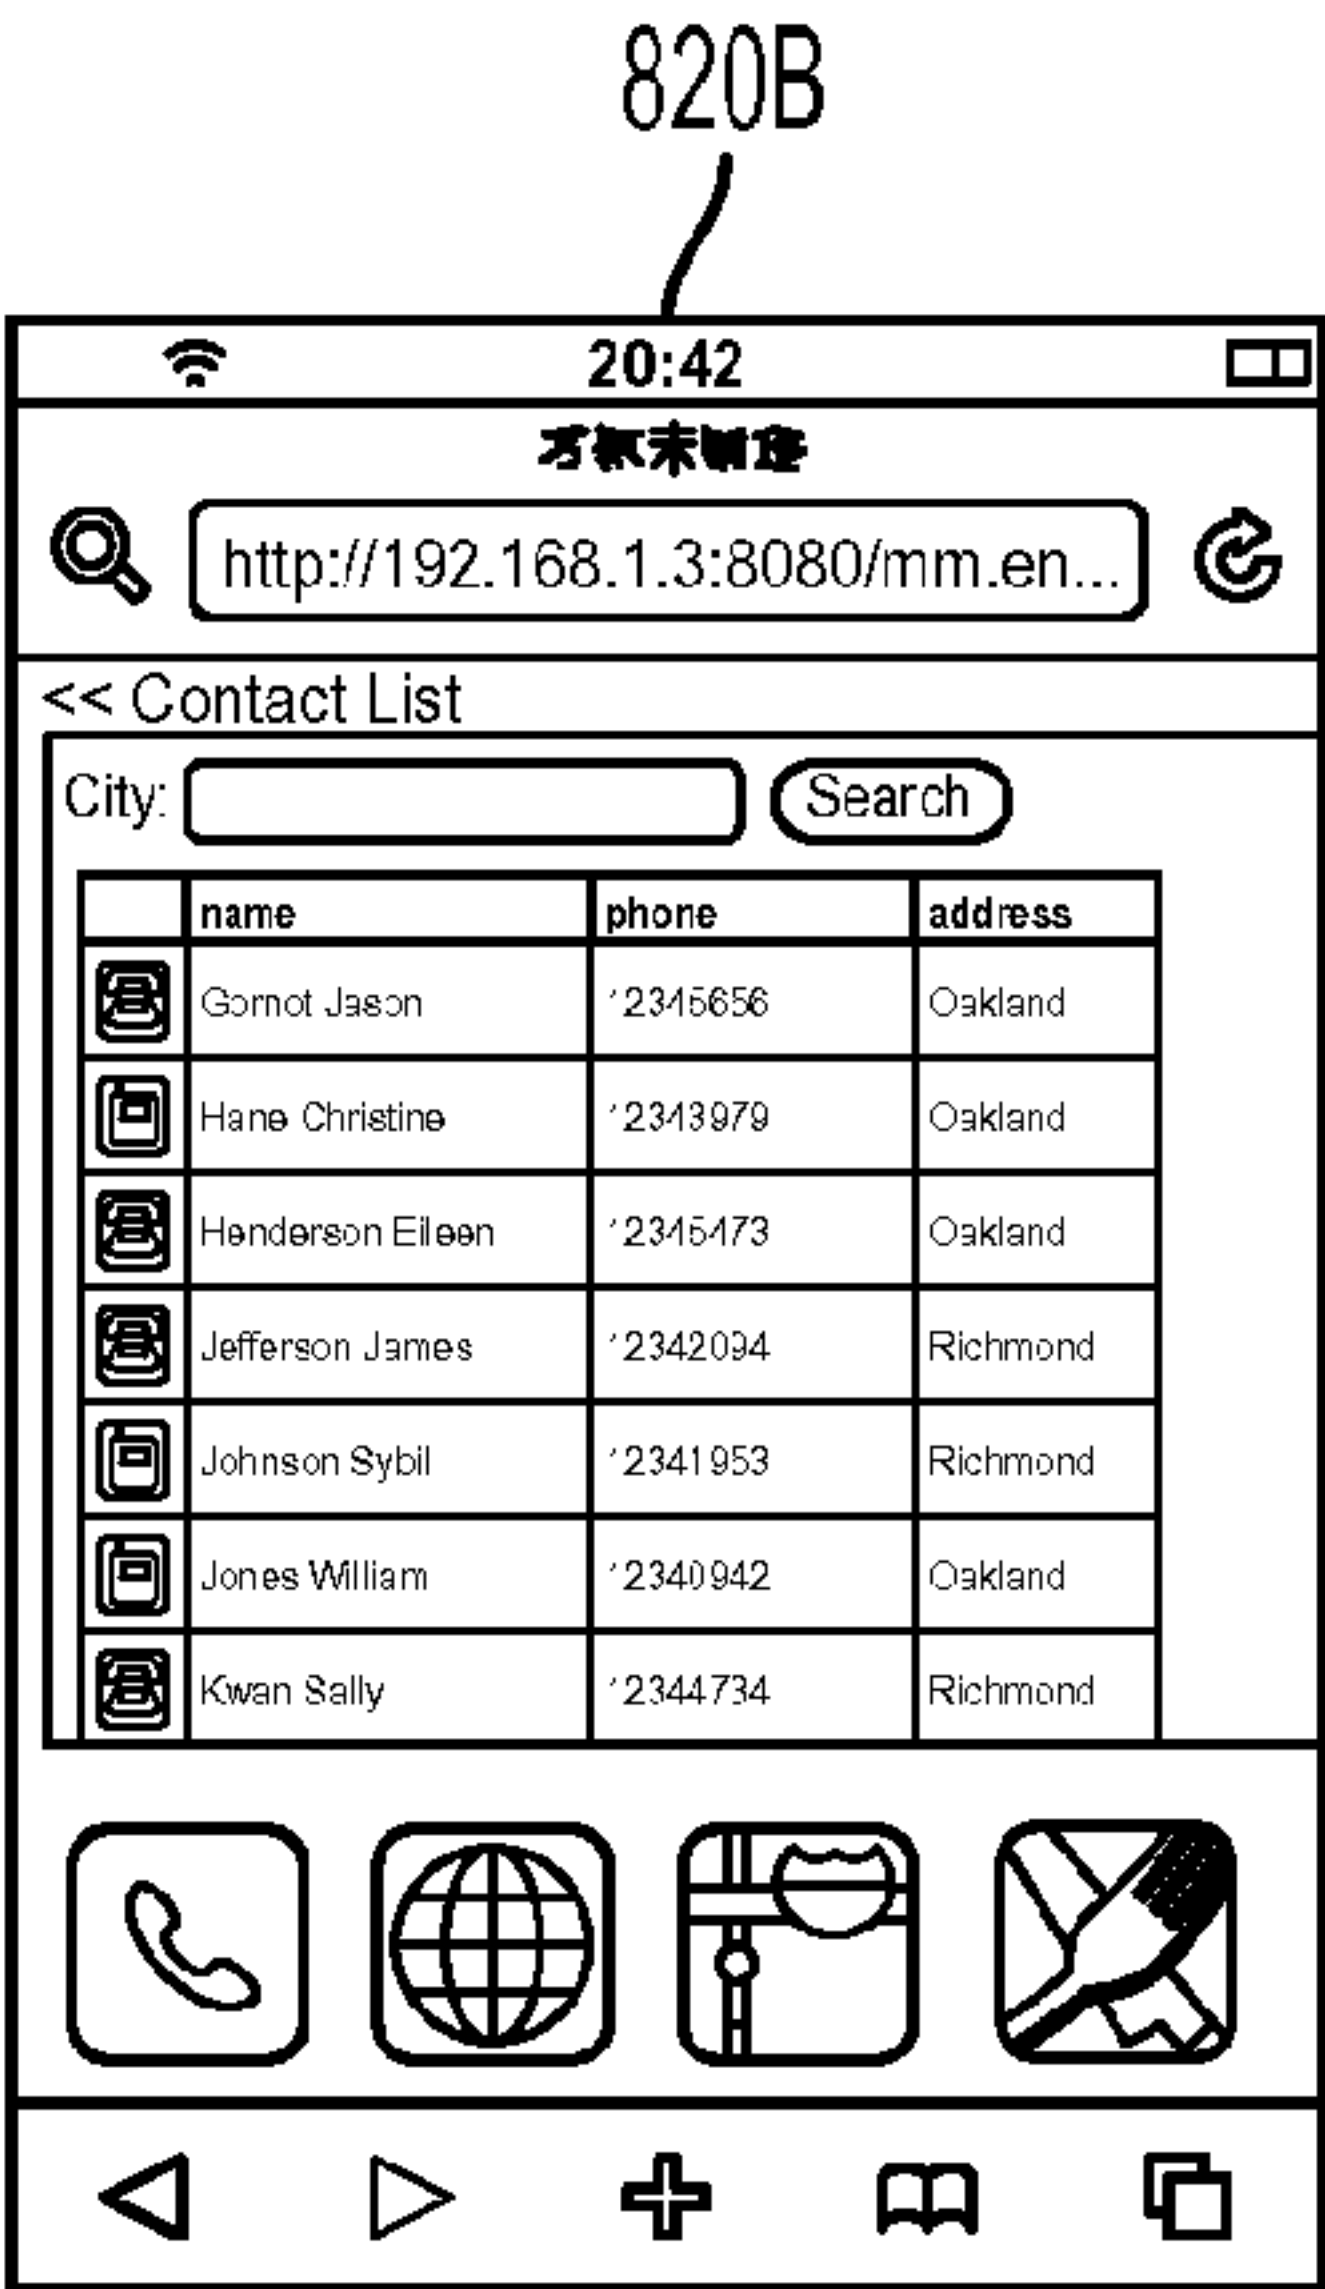 820B
20:42
http://192.168.1.3:8080/mm.en...
<< Contact List
City: Search
name phone address
Gornot Jason 12345656 Oakland
Hane Christine 12343979 Oakland
Henderson Eileen 12345473 Oakland
Jefferson James 12342094 Richmond
Johnson Sybil 12341953 Richmond
Jones William 12340942 Oakland
Kwan Sally 12344734 Richmond